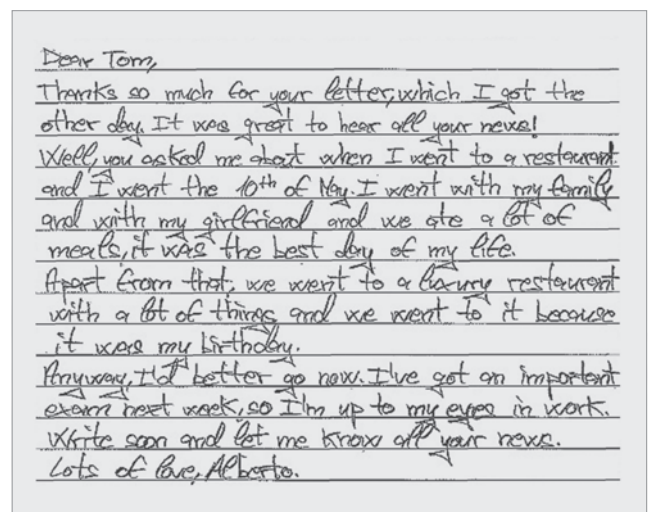 Dear Tom,
Thanks so much for your letter, which I got the
other day. It was great to hear all your news!
Well, you asked me about when I went to a restaurant
and I went the 10th of May. I went with my family
and with my girlfriend and we ate a lot of
meals, it was the best day of my life.
Apart from that, we went to a luxury restaurant
with a lot of things and we went to it because
it was my birthday.
Anyway, I'd better go now. I've got an important
exam next week, so I'm up to my eyes in work.
Write soon and let me know all your news.
Lots of love, Alberto.